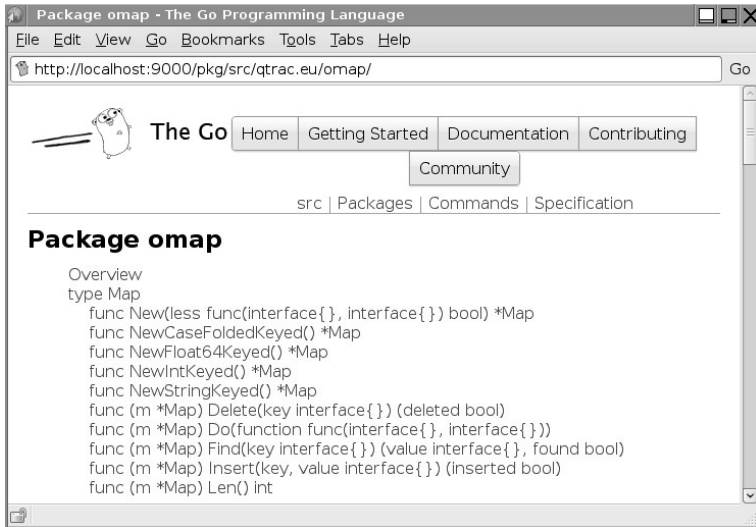 Package omap - The Go Programming Language
File Edit View Go Bookmarks Tools Tabs Help
http://localhost:9000/pkg/src/qtrac.eu/omap/ Go
The Go Home Getting Started Documentation Contributing
Community
src | Packages | Commands | Specification
Package omap
Overview
type Map
func New(less func(interface{}, interface{}) bool) *Map
func NewCaseFoldedKeyed() *Map
func NewFloat64Keyed() *Map
func NewIntKeyed() *Map
func NewStringKeyed() *Map
func (m *Map) Delete(key interface{}) (deleted bool)
func (m *Map) Do(function func(interface{}, interface{}))
func (m *Map) Find(key interface{}) (value interface{}, found bool)
func (m *Map) Insert(key, value interface{}) (inserted bool)
func (m *Map) Len() int